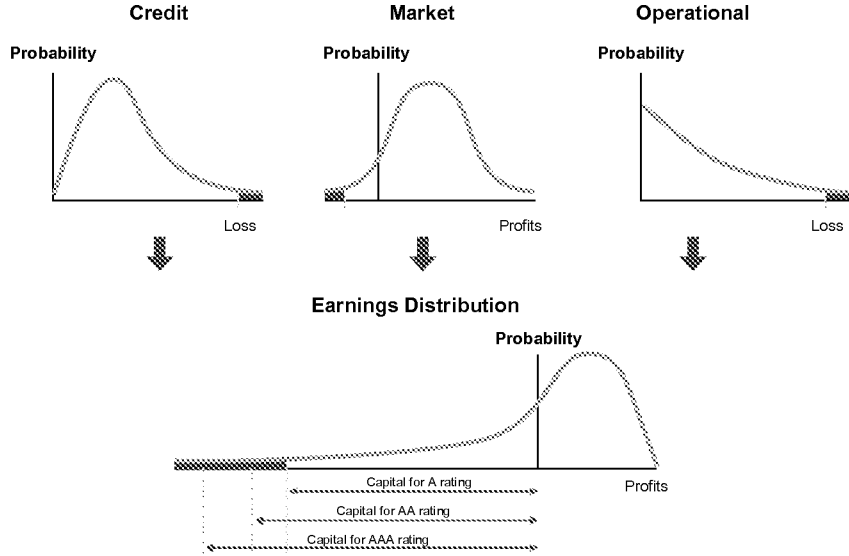 Credit
Market
Operational
Probability
Probability
Probability
Loss
Profits
Loss
Earnings Distribution
Probability
Profits
Capital for A rating
Capital for AA rating
Capital for AAA rating